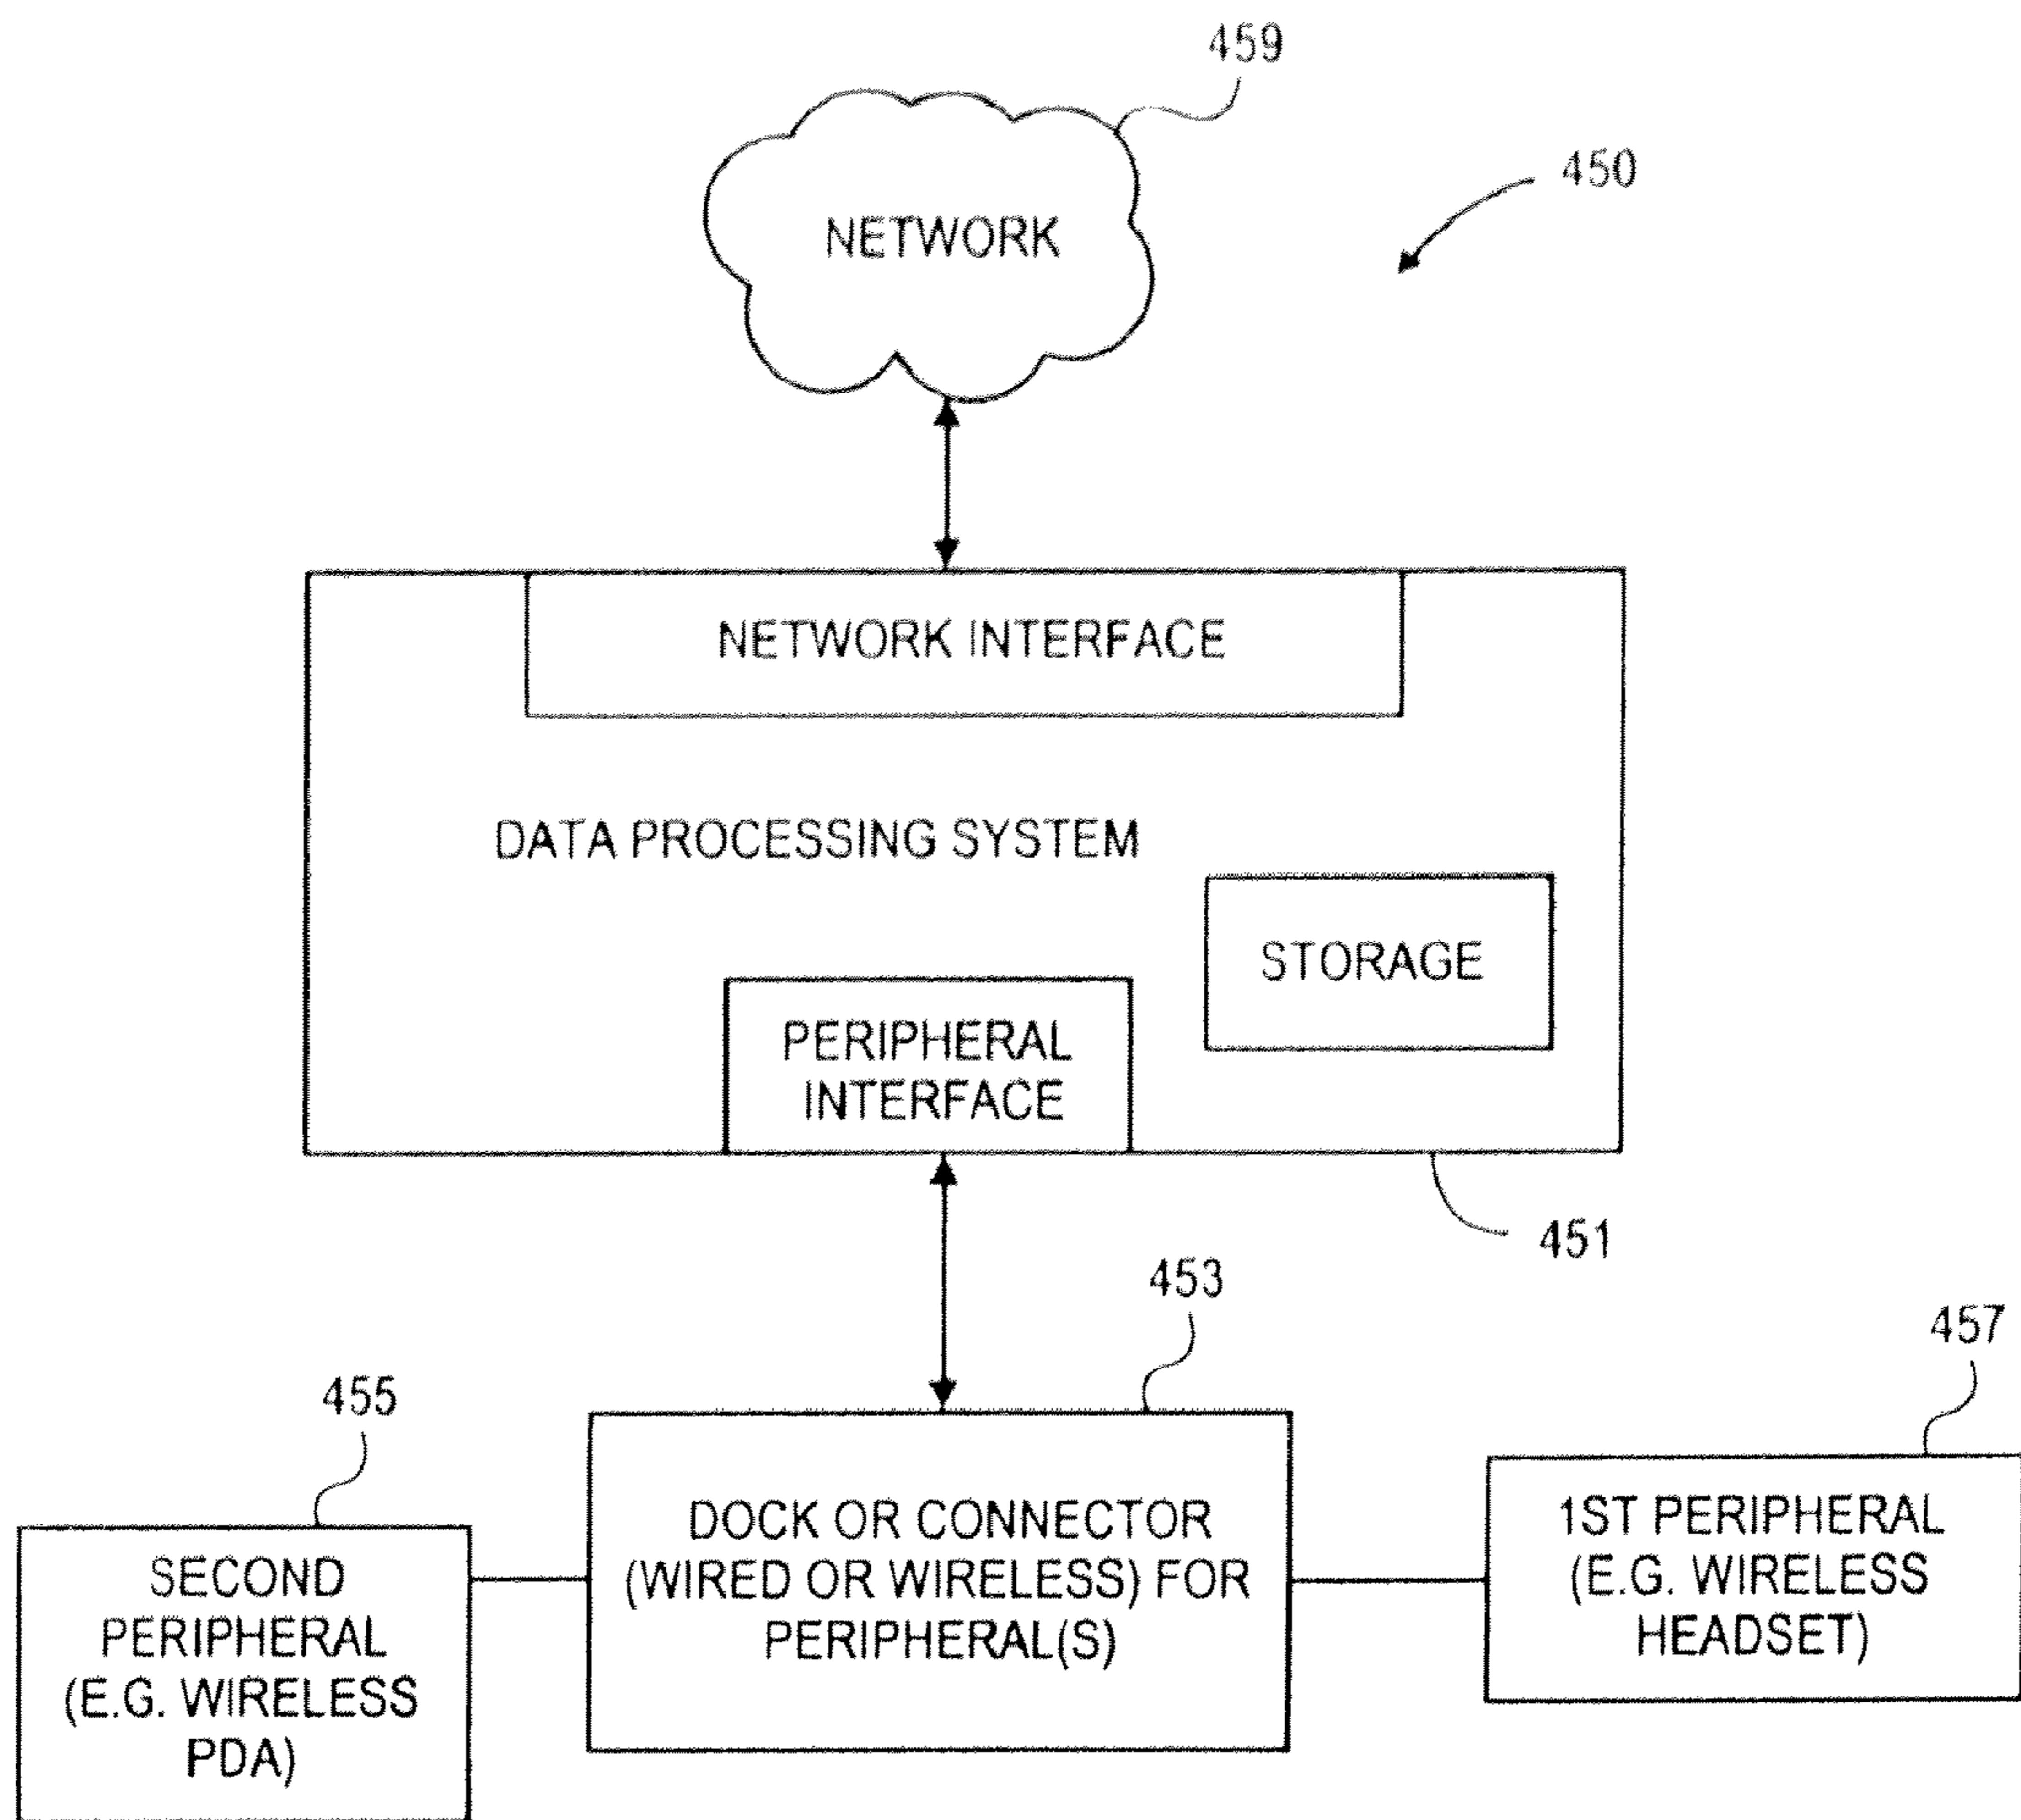 459
450
NETWORK
NETWORK INTERFACE
DATA PROCESSING SYSTEM
STORAGE
PERIPHERAL
INTERFACE
451
453
457
455
DOCK OR CONNECTOR
(WIRED OR WIRELESS) FOR
PERIPHERAL(S)
1ST PERIPHERAL
(E.G. WIRELESS
HEADSET)
SECOND
PERIPHERAL
(E.G. WIRELESS
PDA)